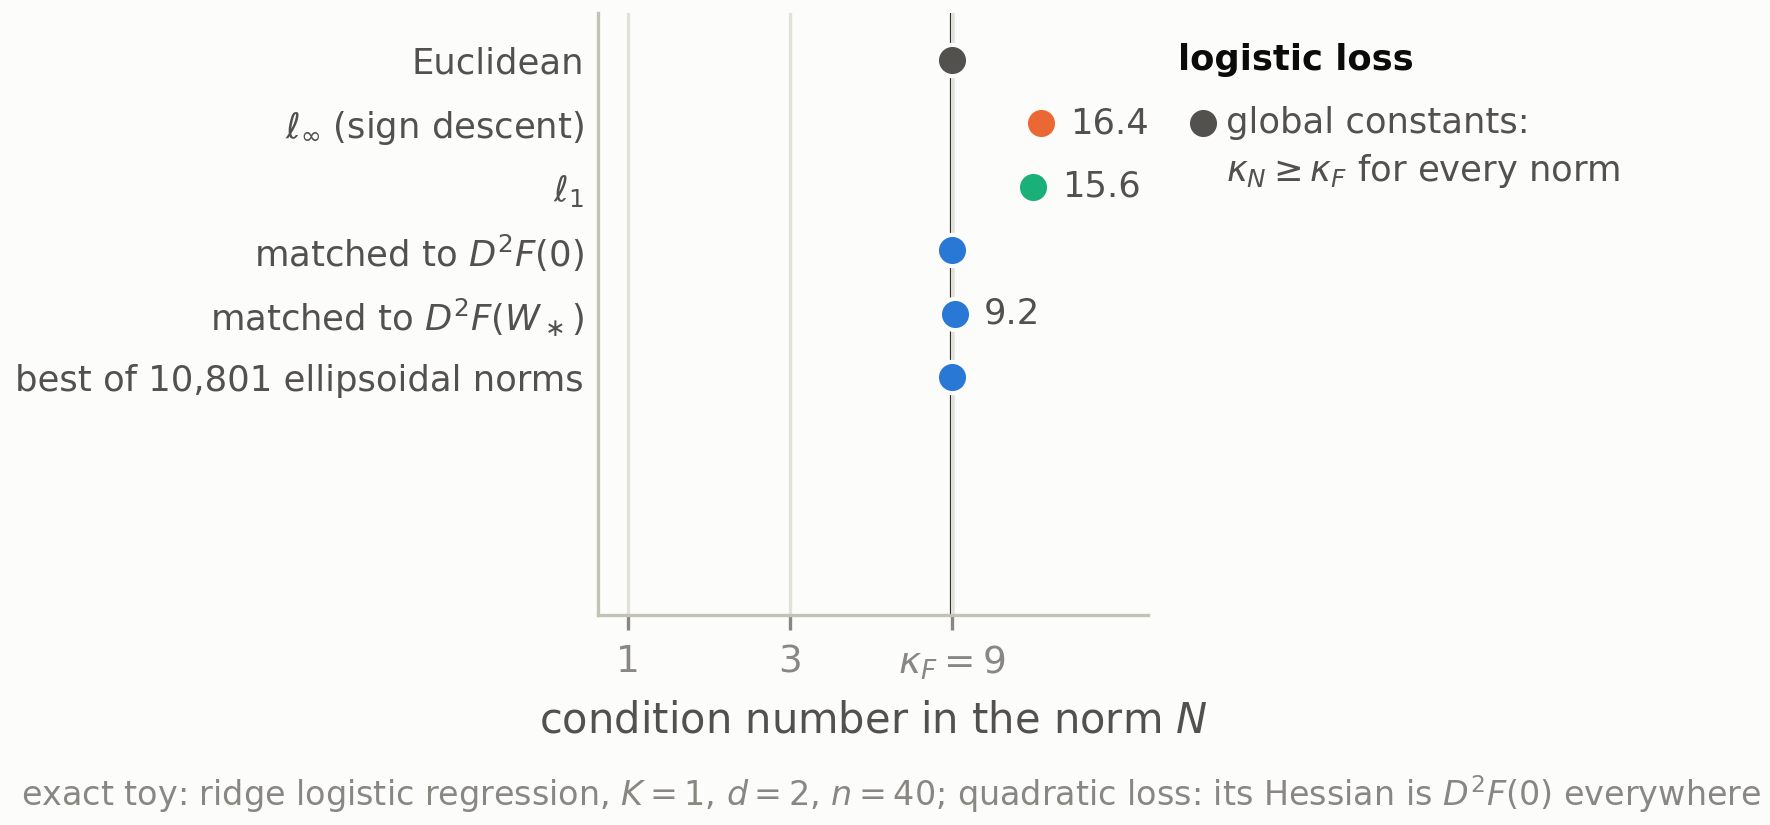 Euclidean
ℓ∞ (sign descent)
ℓ1
matched to D²F(0)
matched to D²F(W∗)
best of 10,801 ellipsoidal norms
16.4
15.6
9.2
logistic loss
global constants:
κN ≥ κF for every norm
1
3
κF = 9
condition number in the norm N
exact toy: ridge logistic regression, K = 1, d = 2, n = 40; quadratic loss: its Hessian is D²F(0) everywhere